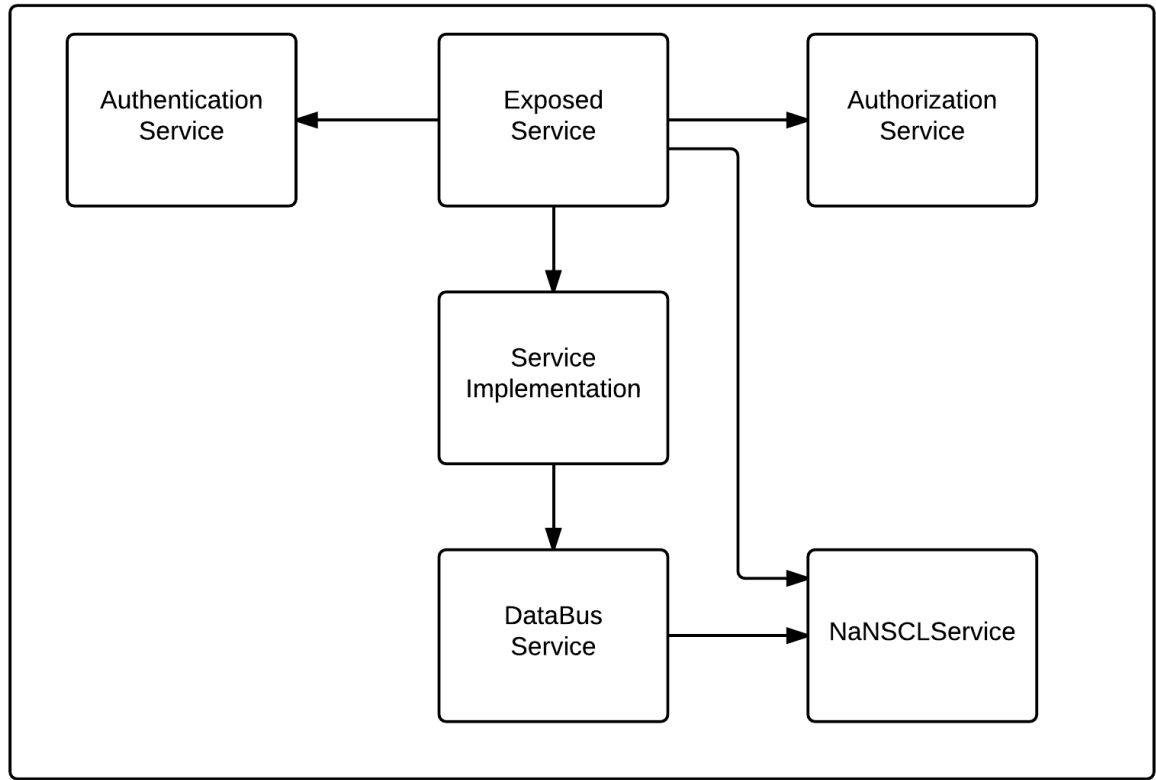 Authentication
Service
Exposed
Service
Authorization
Service
Service
Implementation
DataBus
Service
NaNSCLService